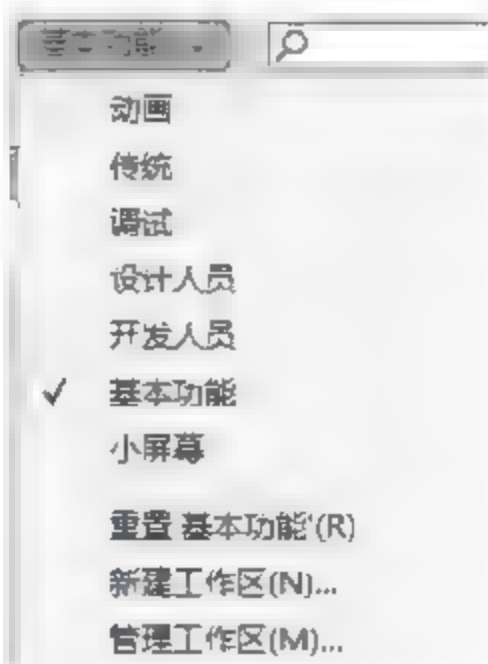 基本功能
动画
传统
调试
设计人员
开发人员
基本功能
小屏幕
重置 基本功能'(R)
新建工作区(N)...
管理工作区(M)...